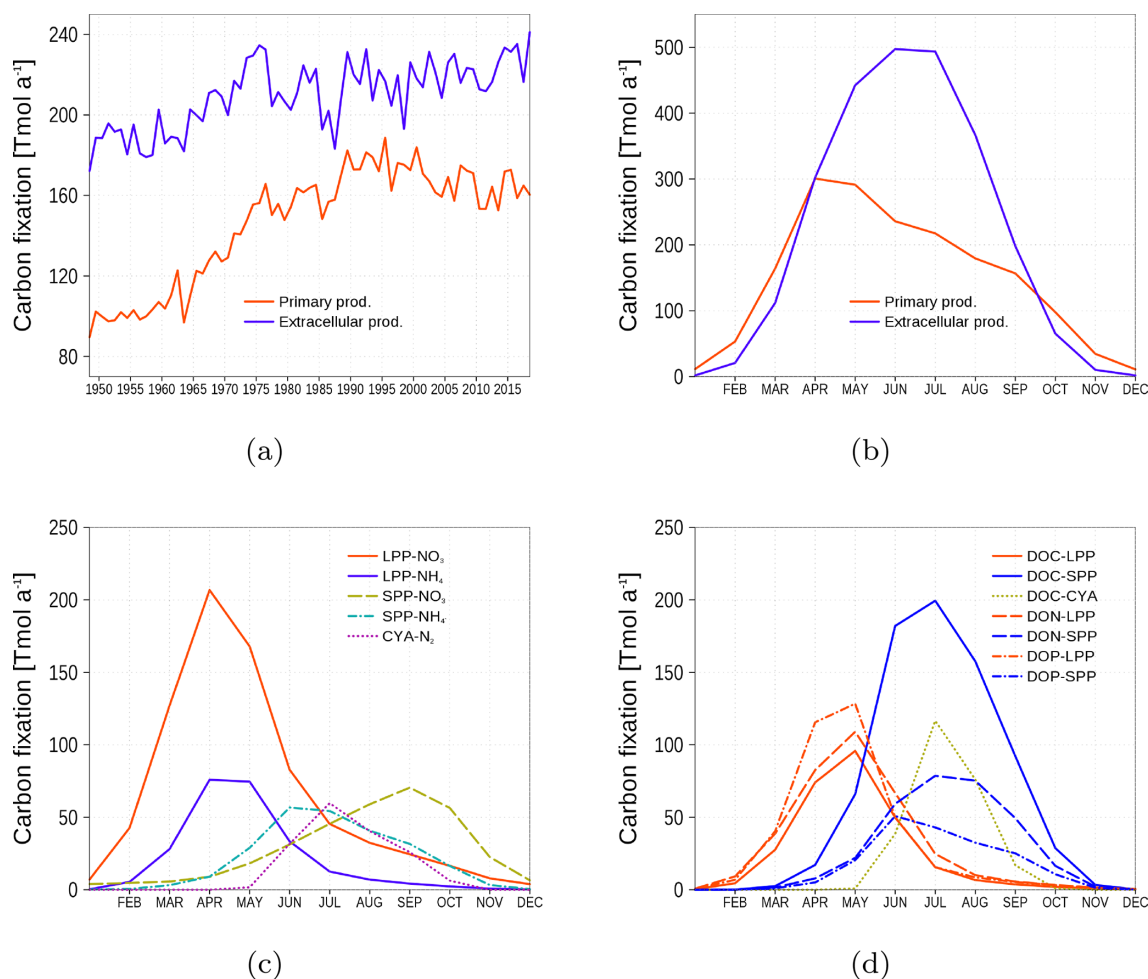 Carbon fixation [Tmol a⁻¹]
240
200
160
120
80
Primary prod.
Extracellular prod.
1950 1955 1960 1965 1970 1975 1980 1985 1990 1995 2000 2005 2010 2015
(a)
Carbon fixation [Tmol a⁻¹]
500
400
300
200
100
0
Primary prod.
Extracellular prod.
FEB MAR APR MAY JUN JUL AUG SEP OCT NOV DEC
(b)
Carbon fixation [Tmol a⁻¹]
250
200
150
100
50
0
LPP-NO₃
LPP-NH₄
SPP-NO₃
SPP-NH₄
CYA-N₂
FEB MAR APR MAY JUN JUL AUG SEP OCT NOV DEC
(c)
Carbon fixation [Tmol a⁻¹]
250
200
150
100
50
0
DOC-LPP
DOC-SPP
DOC-CYA
DON-LPP
DON-SPP
DOP-LPP
DOP-SPP
FEB MAR APR MAY JUN JUL AUG SEP OCT NOV DEC
(d)